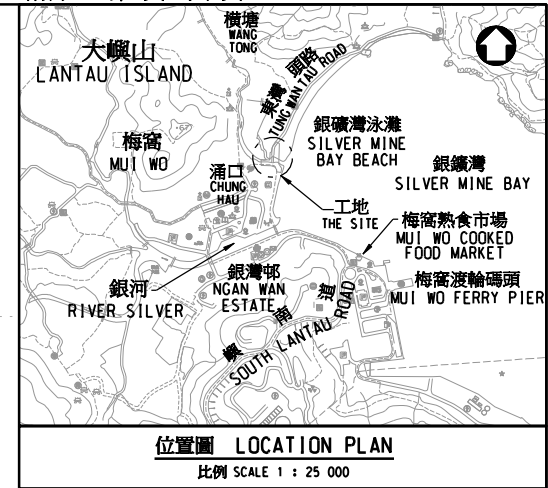 橫塘
WANG
TONG
大嶼山
LANTAU ISLAND
東灣頭路
TUNG WAN TAU ROAD
銀礦灣泳灘
SILVER MINE
BAY BEACH
梅窩
MUI WO
銀鑛灣
SILVER MINE BAY
涌口
CHUNG
HAU
工地
THE SITE
梅窩熟食市場
MUI WO COOKED
FOOD MARKET
銀灣邨
NGAN WAN
ESTATE
梅窩渡輪碼頭
MUI WO FERRY PIER
銀河
RIVER SILVER
嶼南道
SOUTH LANTAU ROAD
位置圖 LOCATION PLAN
比例 SCALE 1 : 25 000